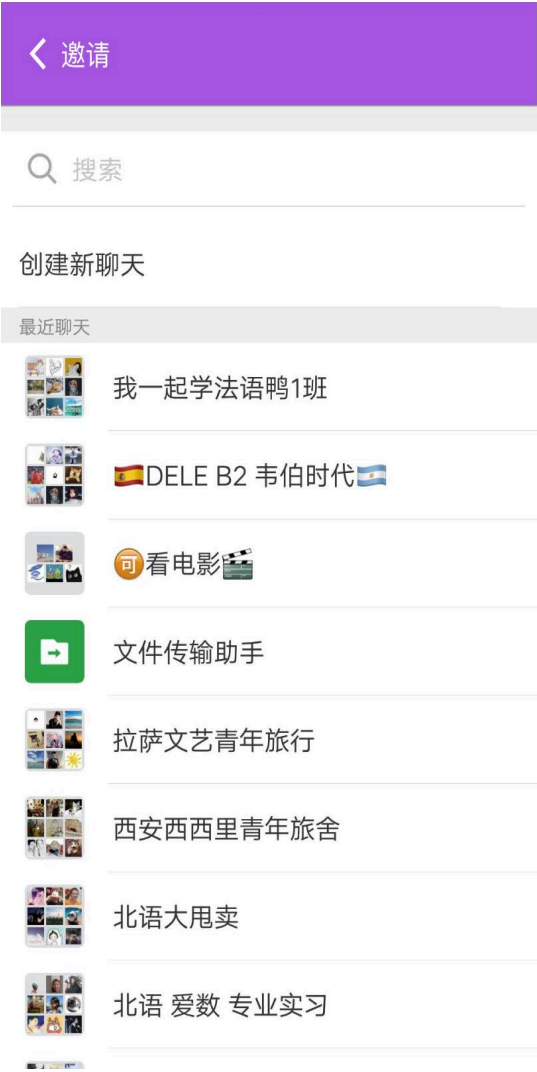 邀请
搜索
创建新聊天
最近聊天
我一起学法语鸭1班
🇪🇸DELE B2 韦伯时代🇦🇷
🉑看电影🎬
文件传输助手
拉萨文艺青年旅行
西安西西里青年旅舍
北语大甩卖
北语 爱数 专业实习